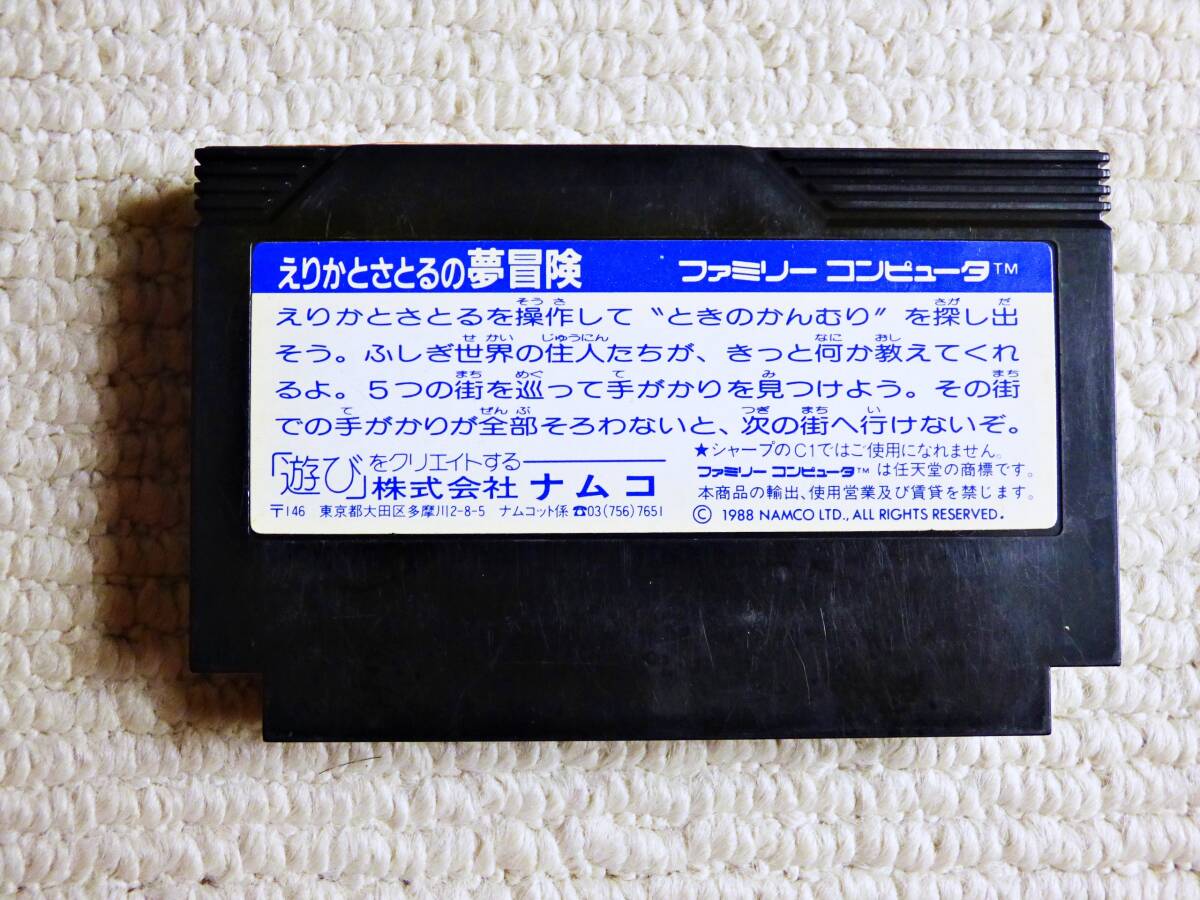 えりかとさとるの夢冒険 ファミリー コンピュータ™
えりかとさとるを操作して〝ときのかんむり〟を探し出
そう。ふしぎ世界の住人たちが、きっと何か教えてくれ
るよ。５つの街を巡って手がかりを見つけよう。その街
での手がかりが全部そろわないと、次の街へ行けないぞ。
「遊び」をクリエイトする
株式会社 ナムコ
〒146 東京都大田区多摩川2-8-5 ナムコット係 ☎03(756)7651
★シャープのC1ではご使用になれません。
ファミリー コンピュータ™ は任天堂の商標です。
本商品の輸出、使用営業及び賃貸を禁じます。
© 1988 NAMCO LTD., ALL RIGHTS RESERVED.